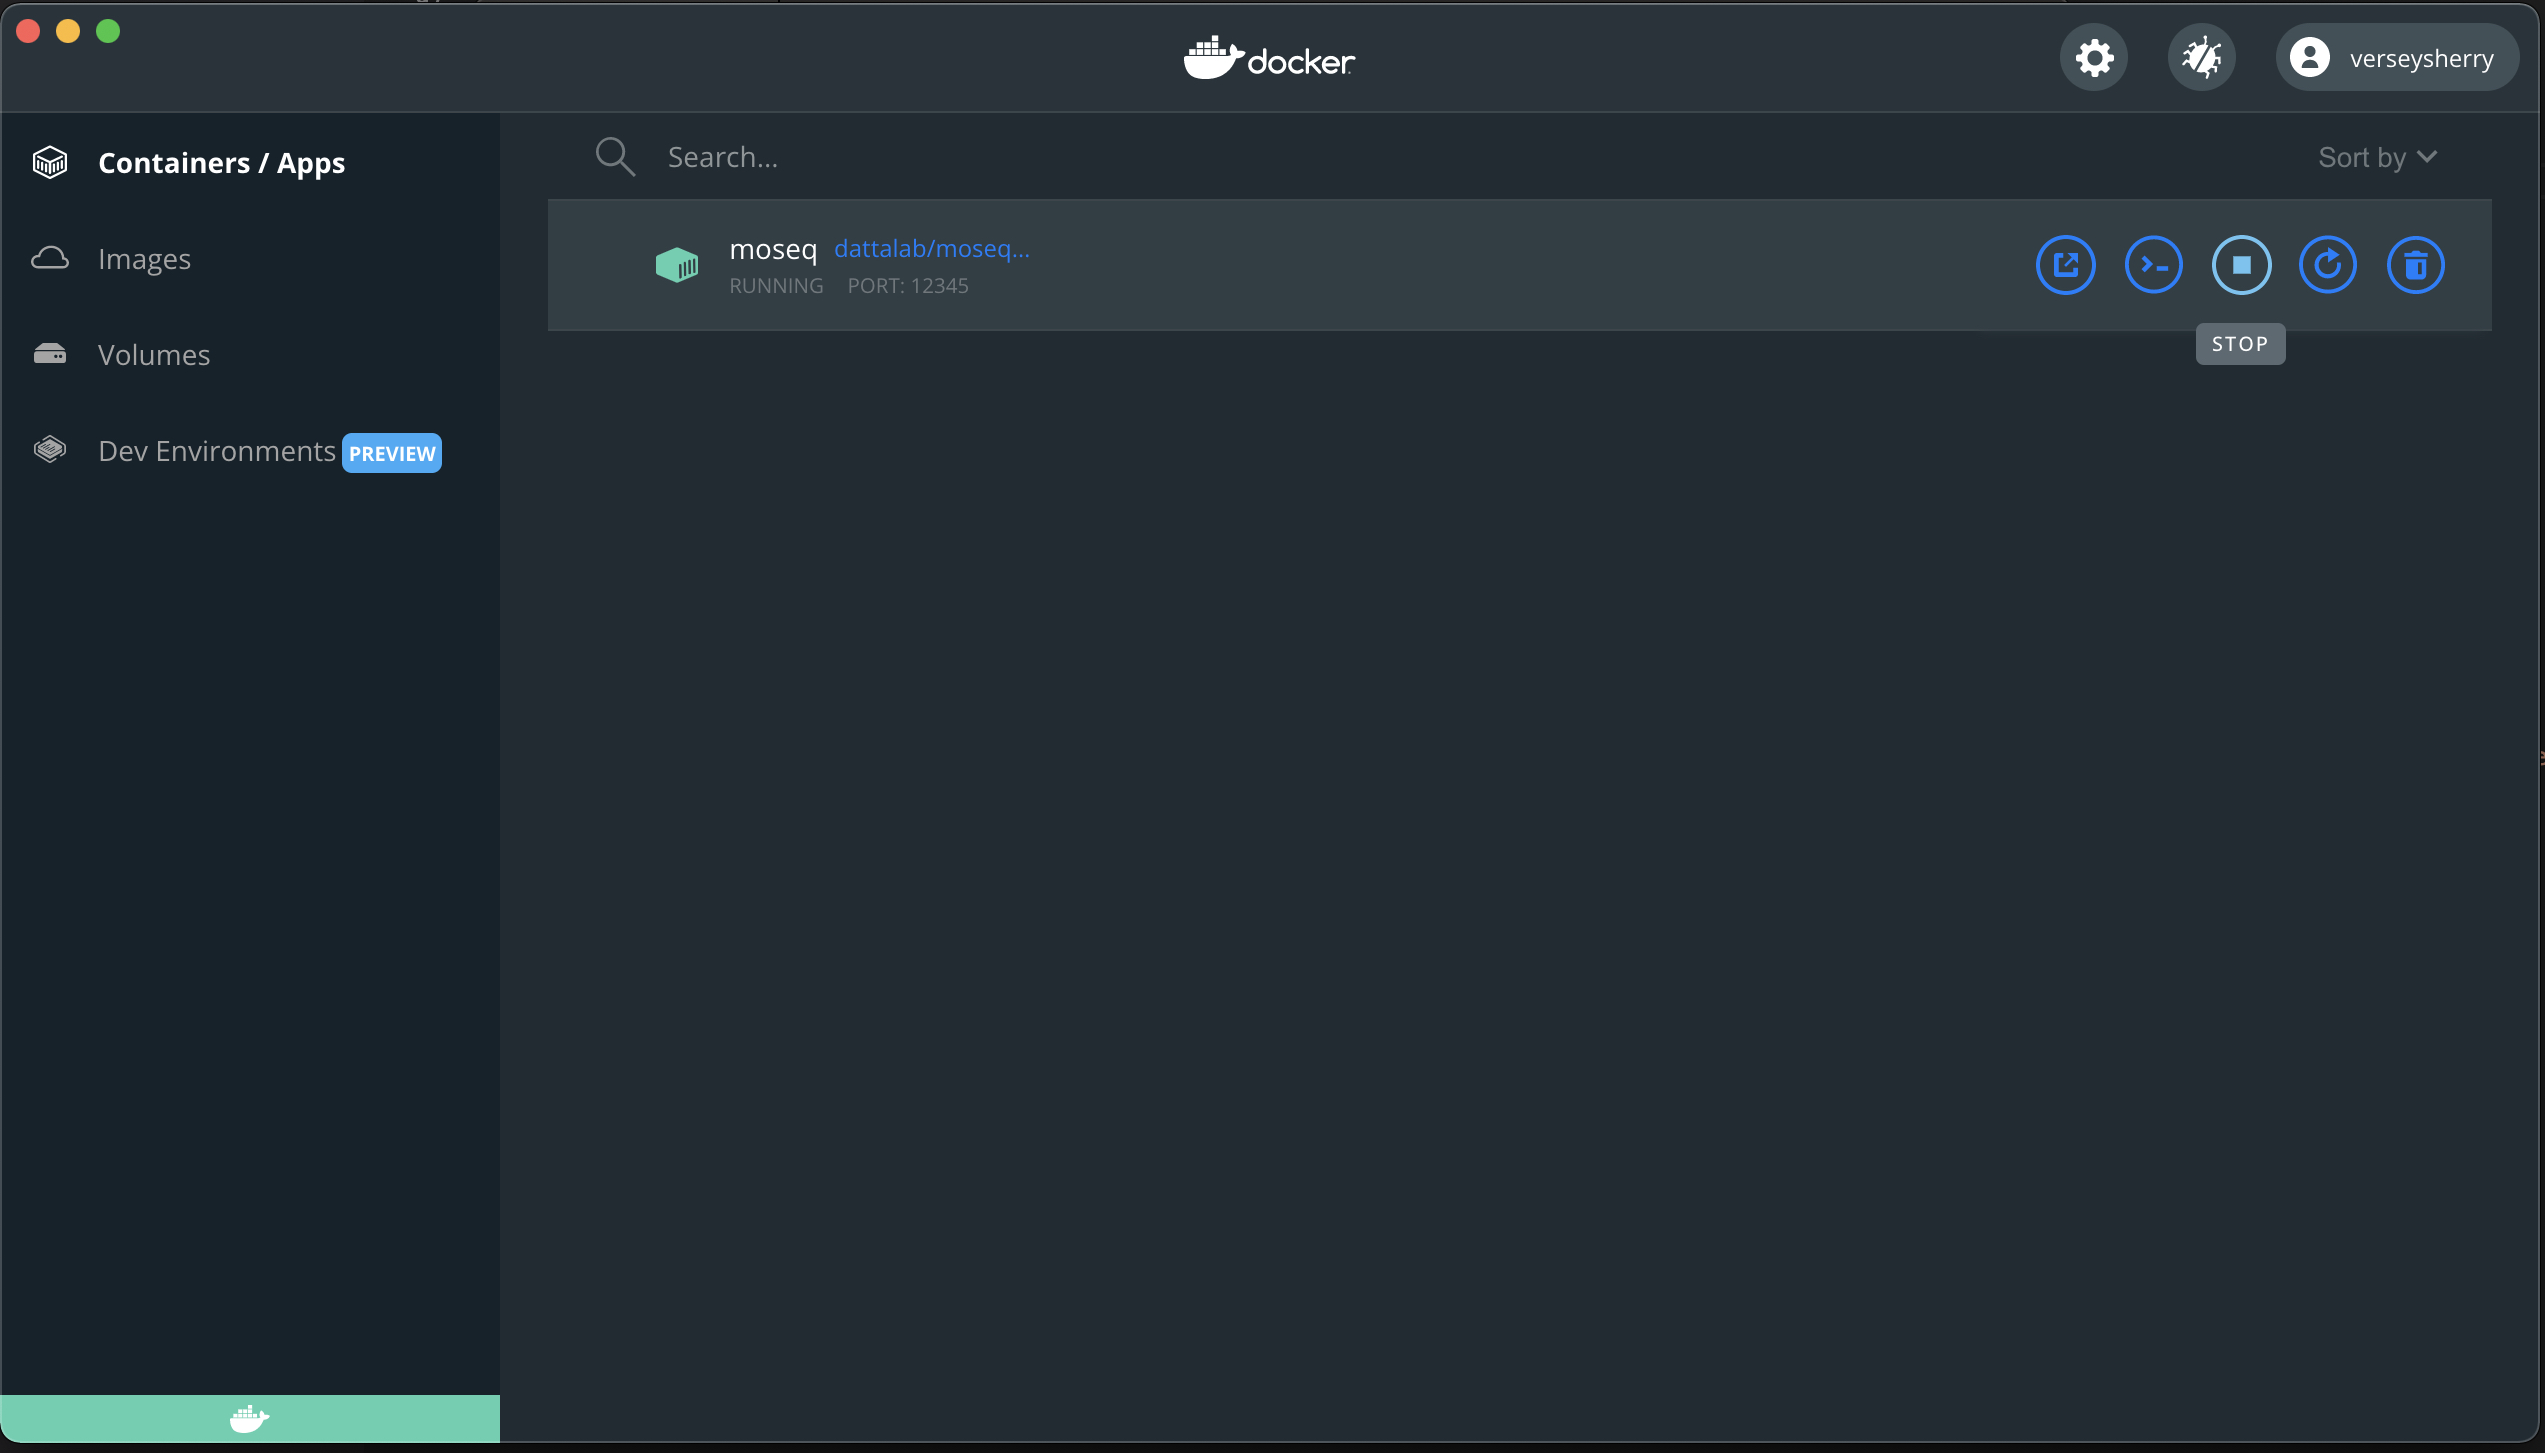 docker
verseysherry
Containers / Apps
Images
Volumes
Dev Environments PREVIEW
Search...
Sort by
moseq dattalab/moseq...
RUNNING PORT: 12345
STOP